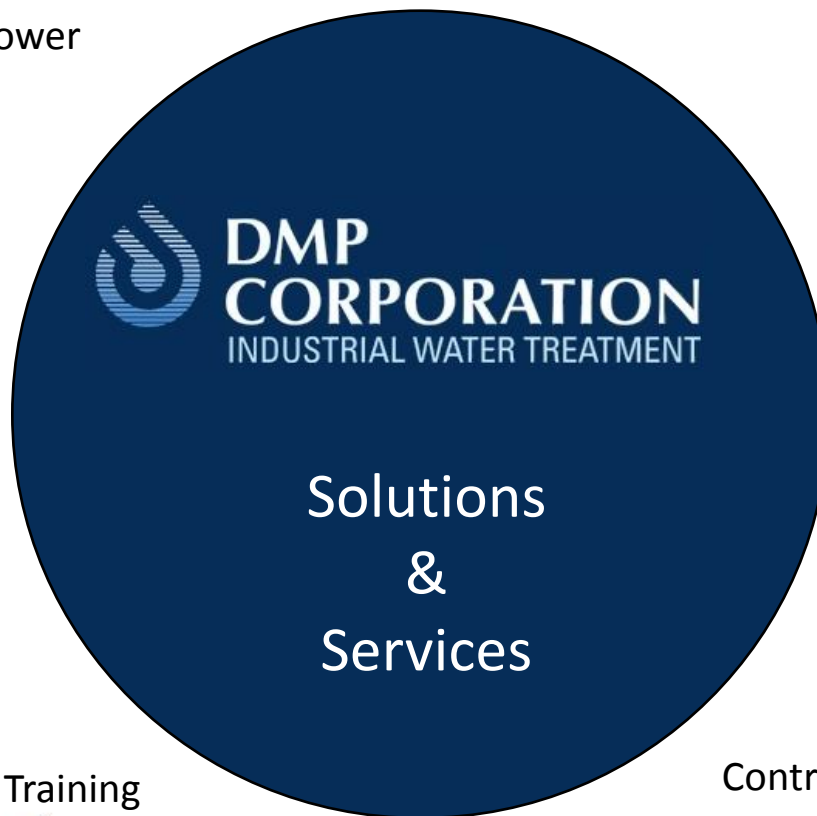 ower
DMP
CORPORATION
INDUSTRIAL WATER TREATMENT
Solutions
&
Services
Training
Contr